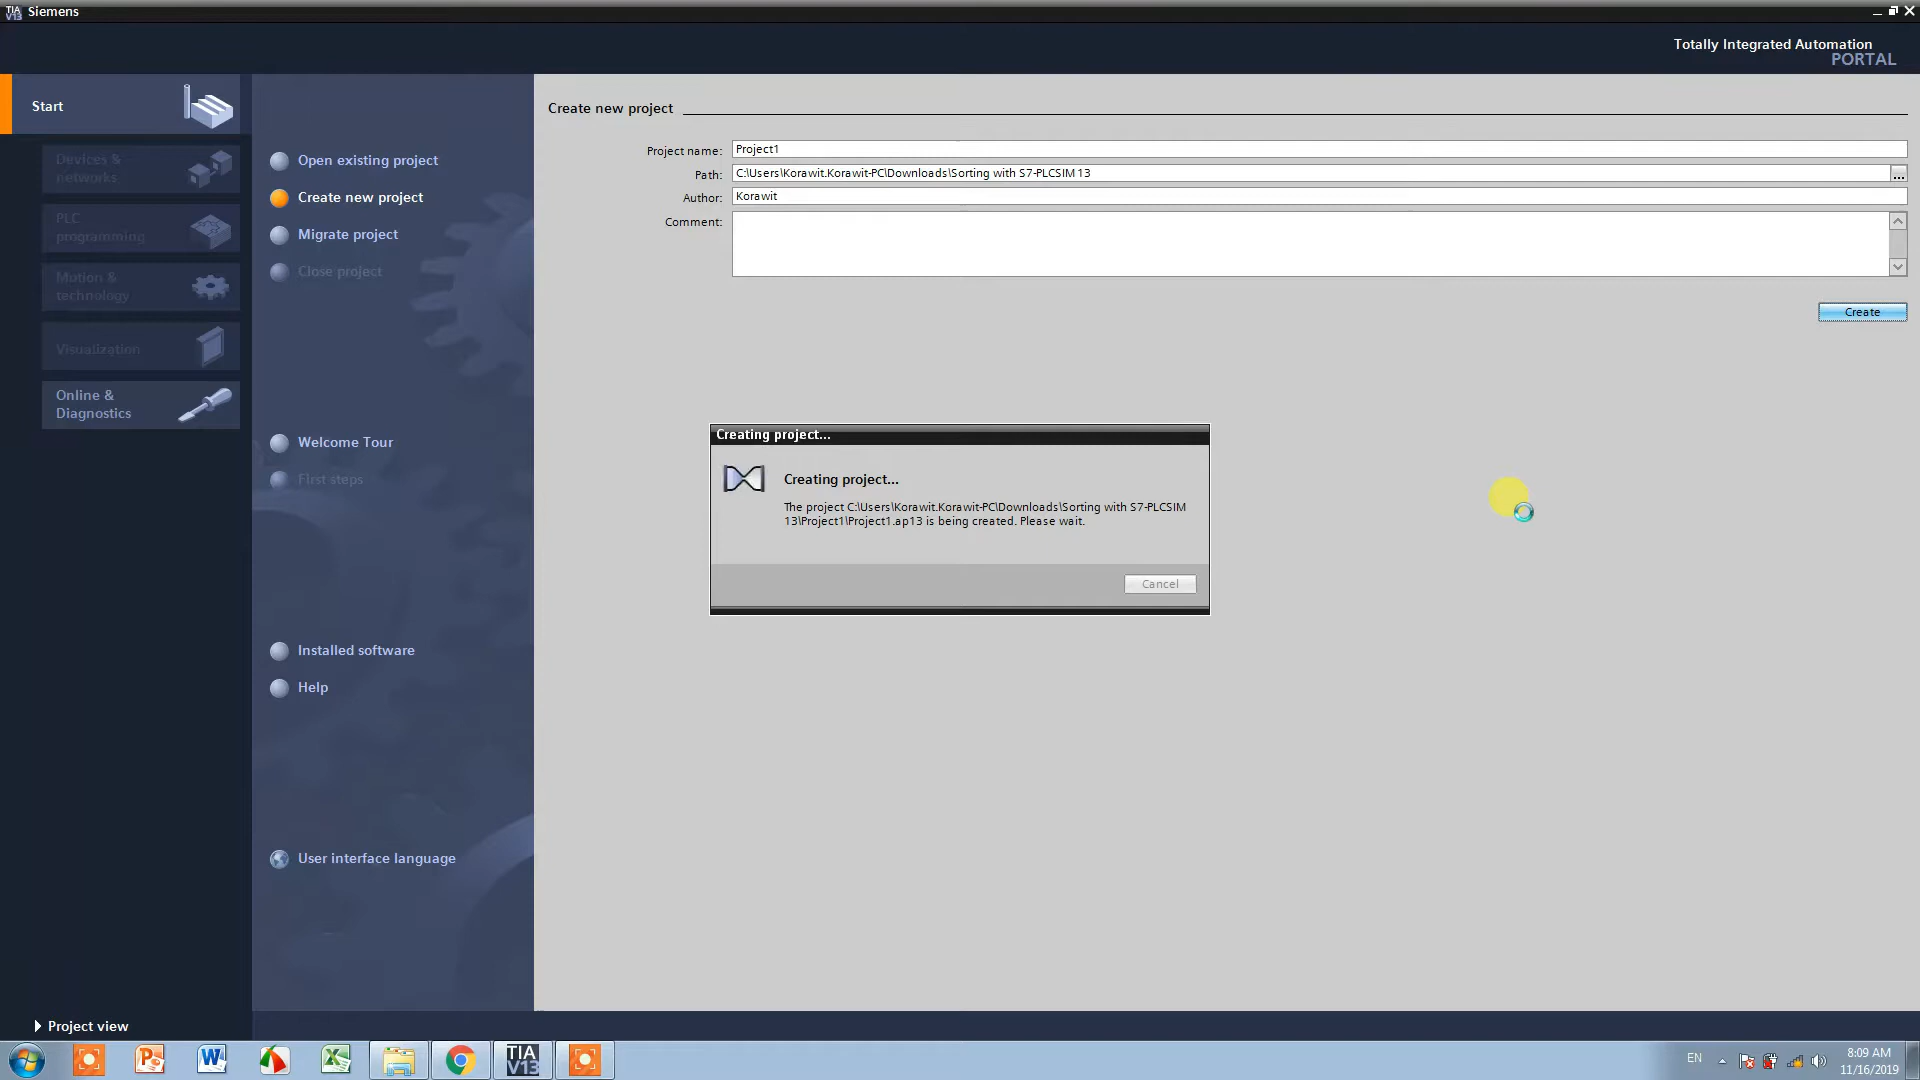 TIA V13 Siemens
Totally Integrated Automation
PORTAL
Start
Devices &
networks
PLC
programming
Motion &
technology
Visualization
Online &
Diagnostics
Open existing project
Create new project
Migrate project
Close project
Welcome Tour
First steps
Installed software
Help
User interface language
Create new project
Project name: Project1
Path: C:\Users\Korawit.Korawit-PC\Downloads\Sorting with S7-PLCSIM 13
...
Author: Korawit
Comment:
Create
Creating project...
Creating project...
The project C:\Users\Korawit.Korawit-PC\Downloads\Sorting with S7-PLCSIM
13\Project1\Project1.ap13 is being created. Please wait.
Cancel
Project view
TIA
V13
EN
8:09 AM
11/16/2019